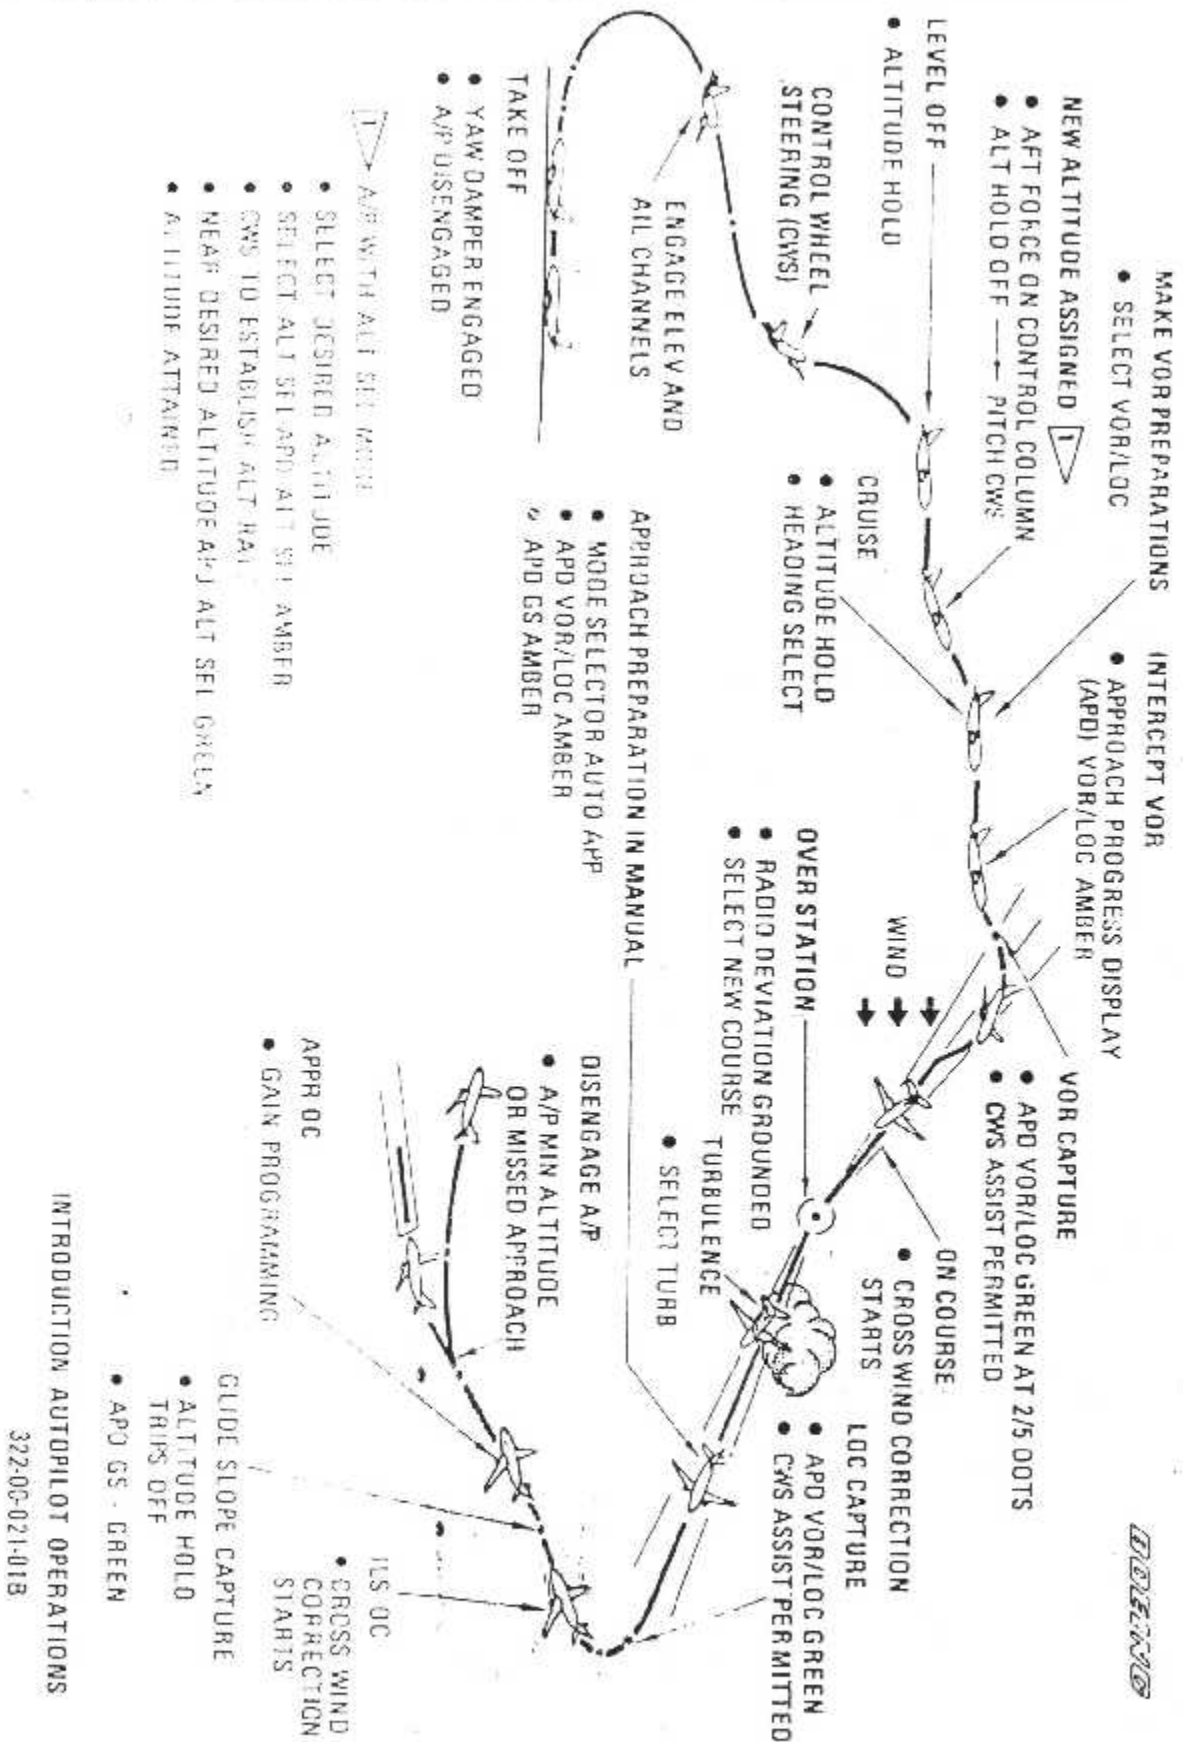 BOEING
MAKE VOR PREPARATIONS
• SELECT VOR/LOC
INTERCEPT VOR
• APPROACH PROGRESS DISPLAY
(APD) VOR/LOC AMBER
VOR CAPTURE
• APD VOR/LOC GREEN AT 2/5 DOTS
• CWS ASSIST PERMITTED
NEW ALTITUDE ASSIGNED 1
• AFT FORCE ON CONTROL COLUMN
• ALT HOLD OFF → PITCH CWS
LEVEL OFF
• ALTITUDE HOLD
WIND
ON COURSE
• CROSS WIND CORRECTION
STARTS
CRUISE
• ALTITUDE HOLD
• HEADING SELECT
CONTROL WHEEL
STEERING (CWS)
OVER STATION
• RADIO DEVIATION GROUNDED
• SELECT NEW COURSE
LOC CAPTURE
• APD VOR/LOC GREEN
• CWS ASSIST PERMITTED
ENGAGE ELEV AND
AIL CHANNELS
TURBULENCE
• SELECT TURB
APPROACH PREPARATION IN MANUAL
• MODE SELECTOR AUTO APP
• APD VOR/LOC AMBER
• APD GS AMBER
TAKE OFF
• YAW DAMPER ENGAGED
• A/P DISENGAGED
DISENGAGE A/P
• A/P MIN ALTITUDE
OR MISSED APPROACH
1 A/P WITH ALT SEL MODE
• SELECT DESIRED ALTITUDE
• SELECT ALT SEL APD ALT SEL AMBER
• CWS TO ESTABLISH ALT RAT
• NEAR DESIRED ALTITUDE APD ALT SEL GREEN
• ALTITUDE ATTAINED
APPR OC
• GAIN PROGRAMMING
ILS OC
• CROSS WIND
CORRECTION
STARTS
GLIDE SLOPE CAPTURE
• ALTITUDE HOLD
TRIPS OFF
• APD GS - GREEN
INTRODUCTION AUTOPILOT OPERATIONS
322-00-021-01B